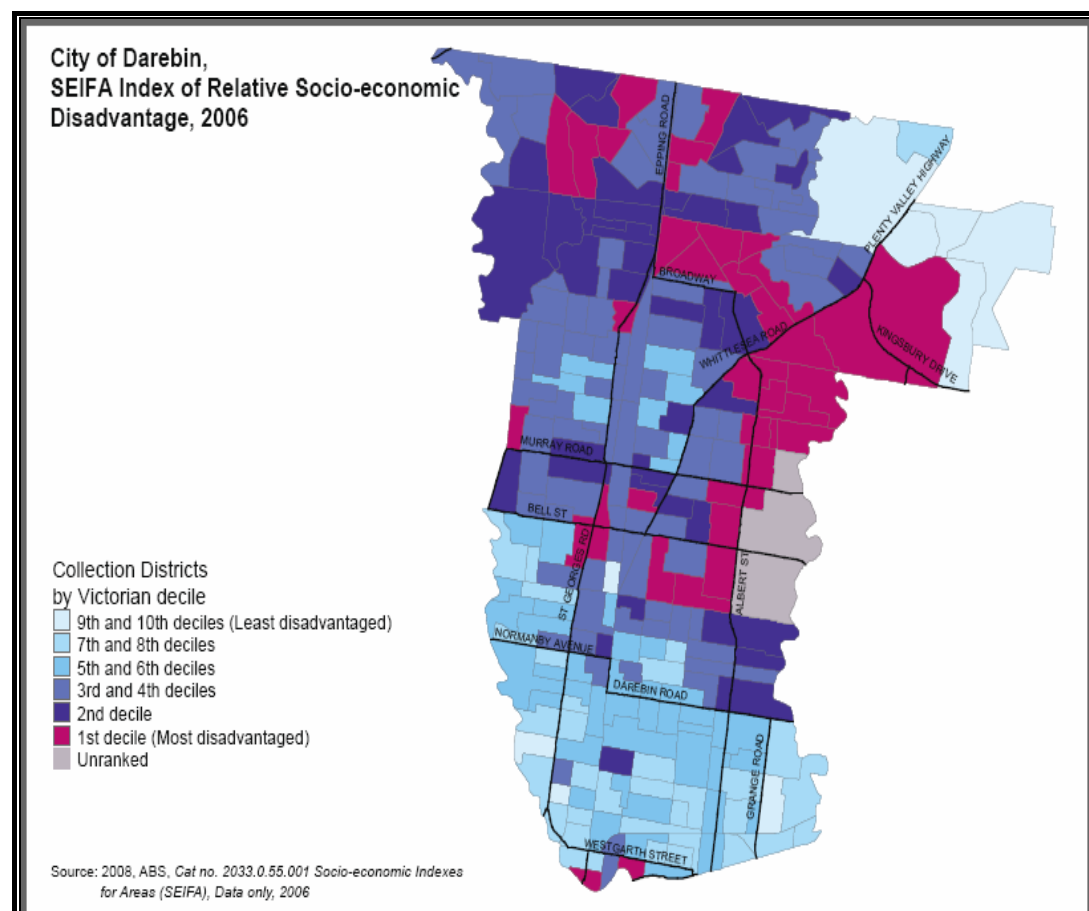 City of Darebin,
SEIFA Index of Relative Socio-economic
Disadvantage, 2006
EPPING ROAD
PLENTY VALLEY HIGHWAY
BROADWAY
WHITTLESEA ROAD
KINGSBURY DRIVE
MURRAY ROAD
BELL ST
ST GEORGES RD
ALBERT ST
NORMANBY AVENUE
DAREBIN ROAD
GRANGE ROAD
WESTGARTH STREET
Collection Districts
by Victorian decile
9th and 10th deciles (Least disadvantaged)
7th and 8th deciles
5th and 6th deciles
3rd and 4th deciles
2nd decile
1st decile (Most disadvantaged)
Unranked
Source: 2008, ABS, Cat no. 2033.0.55.001 Socio-economic Indexes
for Areas (SEIFA), Data only, 2006